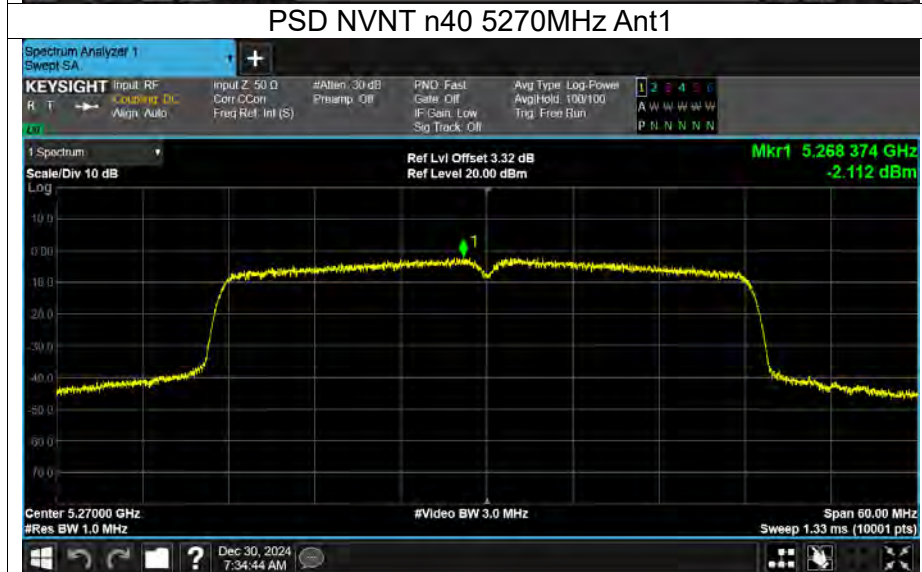 PSD NVNT n40 5270MHz Ant1
Spectrum Analyzer 1
Swept SA
+
KEYSIGHT Input: RF Input Z: 50 Ω #Atten: 30 dB PNO: Fast Avg Type: Log-Power 1 2 3 4 5 6
R T Coupling: DC Corr CCorr Preamp: Off Gate: Off Avg|Hold: 100/100 A W W W W W
Align: Auto Freq Ref: Int (S) IF Gain: Low Trig: Free Run
Sig Track: Off P N N N N N
1 Spectrum Ref Lvl Offset 3.32 dB Mkr1 5.268 374 GHz
Scale/Div 10 dB Ref Level 20.00 dBm -2.112 dBm
Log
10.0
0.00
1
-10.0
-20.0
-30.0
-40.0
-50.0
-60.0
-70.0
Center 5.27000 GHz #Video BW 3.0 MHz Span 60.00 MHz
#Res BW 1.0 MHz Sweep 1.33 ms (10001 pts)
? Dec 30, 2024
7:34:44 AM